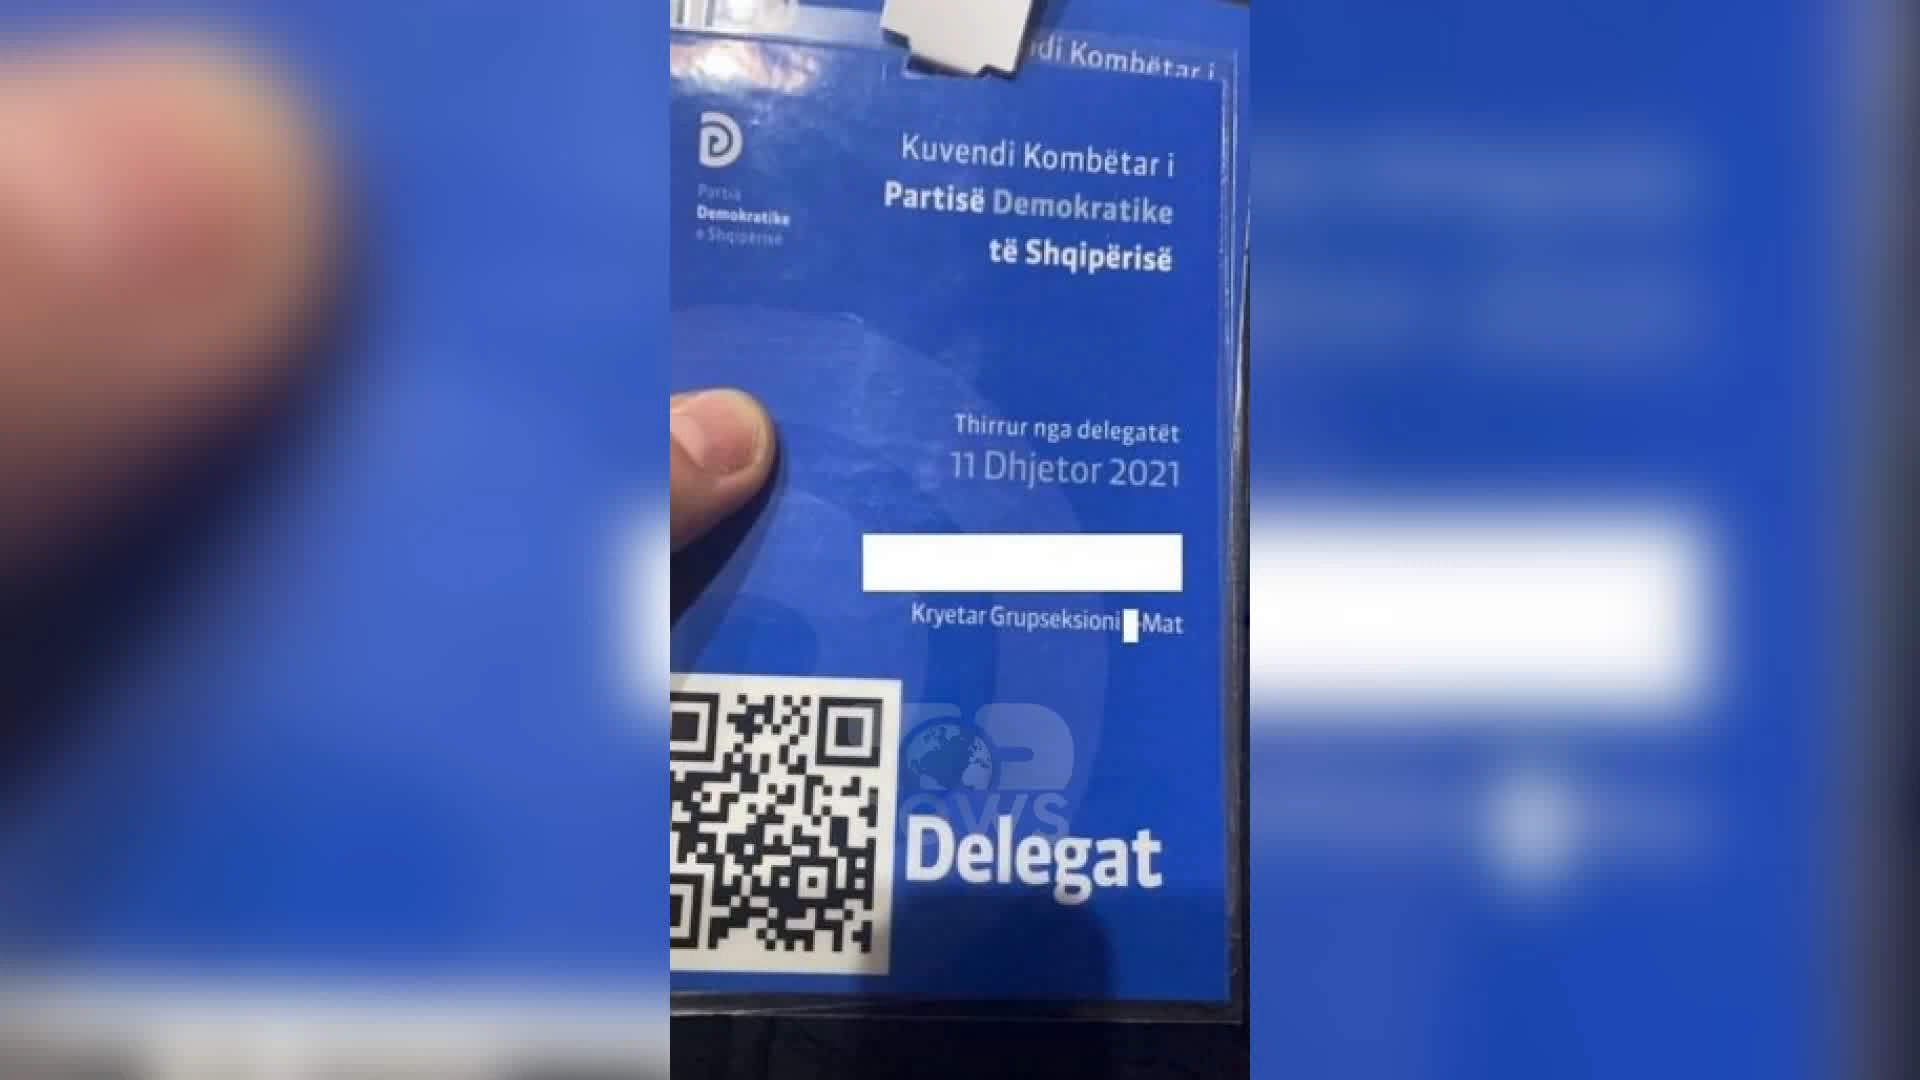 di Kombëtar i
Partia
Demokratike
e Shqipërisë
Kuvendi Kombëtar i
Partisë Demokratike
të Shqipërisë
Thirrur nga delegatët
11 Dhjetor 2021
Kryetar Grupseksioni -Mat
Delegat